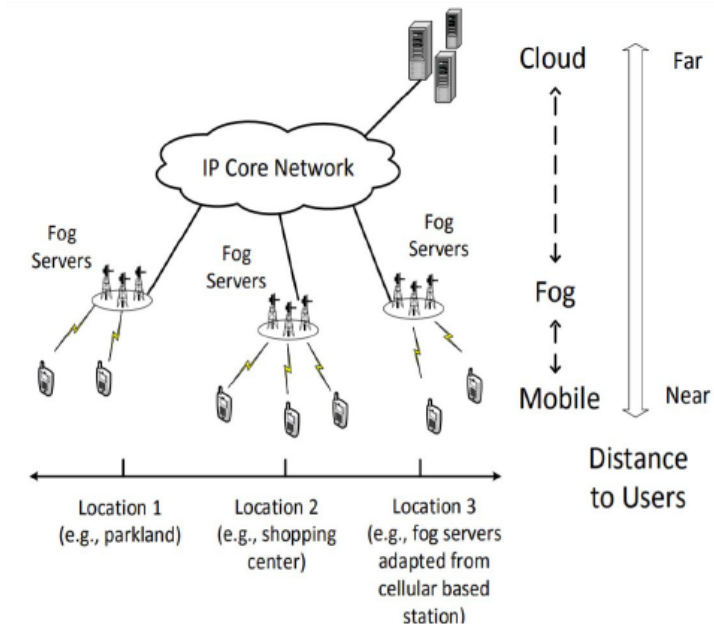 Cloud
Far
IP Core Network
Fog
Servers
Fog
Servers
Fog
Servers
Fog
Mobile
Near
Distance
to Users
Location 1
(e.g., parkland)
Location 2
(e.g., shopping
center)
Location 3
(e.g., fog servers
adapted from
cellular based
station)